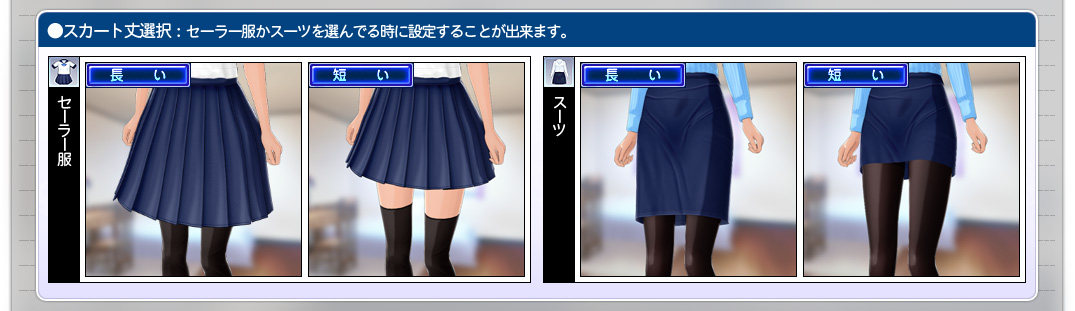 ●スカート丈選択：セーラー服かスーツを選んでる時に設定することが出来ます。
セーラー服
長　い
短　い
スーツ
長　い
短　い